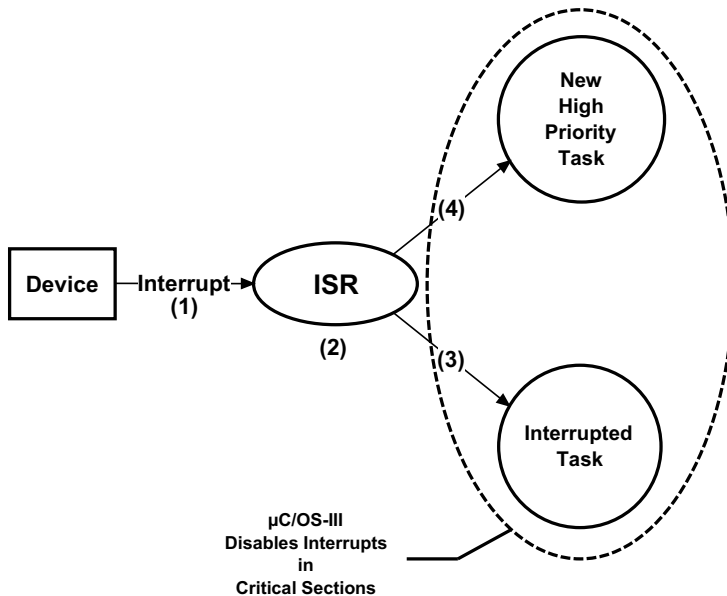 New
High
Priority
Task
(4)
Device
Interrupt
(1)
ISR
(2)
(3)
Interrupted
Task
µC/OS-III
Disables Interrupts
in
Critical Sections